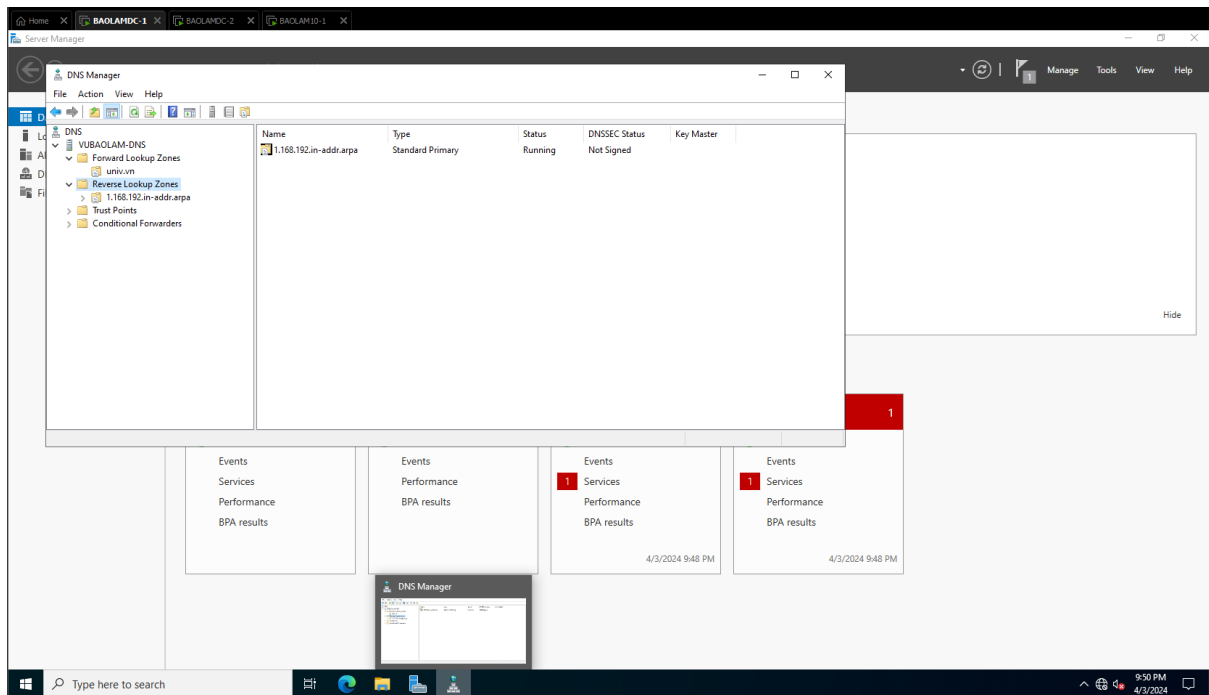 Home
BAOLAMDC-1
BAOLAMDC-2
BAOLAM10-1
Server Manager
1 Manage Tools View Help
DNS Manager
File Action View Help
DNS
VUBAOLAM-DNS
Forward Lookup Zones
univ.vn
Reverse Lookup Zones
1.168.192.in-addr.arpa
Trust Points
Conditional Forwarders
Name Type Status DNSSEC Status Key Master
1.168.192.in-addr.arpa Standard Primary Running Not Signed
Hide
1
Events
Services
Performance
BPA results
Events
Performance
BPA results
Events
1 Services
Performance
BPA results
4/3/2024 9:48 PM
Events
1 Services
Performance
BPA results
4/3/2024 9:48 PM
DNS Manager
Type here to search
9:50 PM
4/3/2024